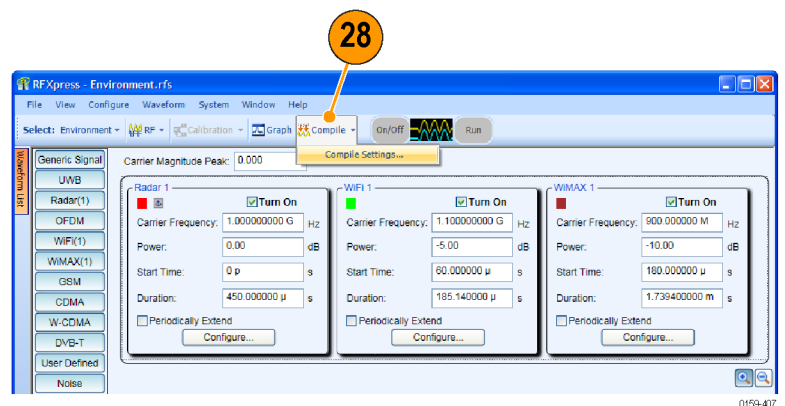 28
RFXpress - Environment.rfs
File View Configure Waveform System Window Help
Select: Environment RF Calibration Graph Compile On/Off Run
Compile Settings...
Waveform List
Generic Signal
UWB
Radar(1)
OFDM
WiFi(1)
WiMAX(1)
GSM
CDMA
W-CDMA
DVB-T
User Defined
Noise
Carrier Magnitude Peak: 0.000
Radar 1
Turn On
Carrier Frequency: 1.000000000 G Hz
Power: 0.00 dB
Start Time: 0 p s
Duration: 450.000000 µ s
Periodically Extend
Configure...
WiFi 1
Turn On
Carrier Frequency: 1.100000000 G Hz
Power: -5.00 dB
Start Time: 60.000000 µ s
Duration: 185.140000 µ s
Periodically Extend
Configure...
WiMAX 1
Turn On
Carrier Frequency: 900.000000 M Hz
Power: -10.00 dB
Start Time: 180.000000 µ s
Duration: 1.739400000 m s
Periodically Extend
Configure...
0159-407